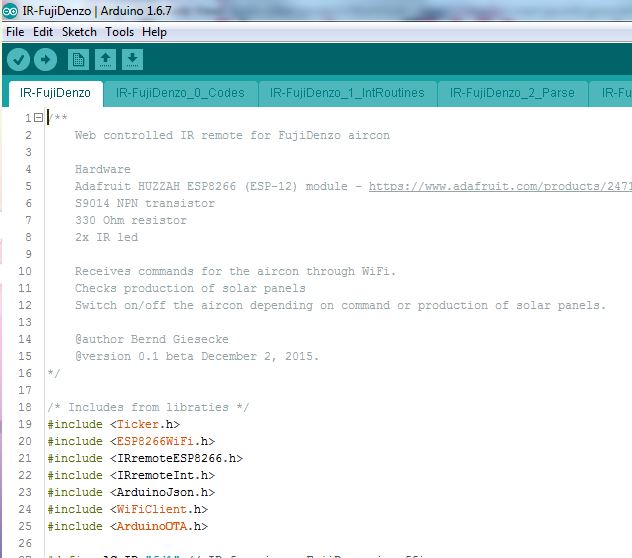 IR-FujiDenzo | Arduino 1.6.7
File Edit Sketch Tools Help
IR-FujiDenzo IR-FujiDenzo_0_Codes IR-FujiDenzo_1_IntRoutines IR-FujiDenzo_2_Parse IR-Fu
1 /**
2 Web controlled IR remote for FujiDenzo aircon
3
4 Hardware
5 Adafruit HUZZAH ESP8266 (ESP-12) module - https://www.adafruit.com/products/2471
6 S9014 NPN transistor
7 330 Ohm resistor
8 2x IR led
9
10 Receives commands for the aircon through WiFi.
11 Checks production of solar panels
12 Switch on/off the aircon depending on command or production of solar panels.
13
14 @author Bernd Giesecke
15 @version 0.1 beta December 2, 2015.
16 */
17
18 /* Includes from libraties */
19 #include <Ticker.h>
20 #include <ESP8266WiFi.h>
21 #include <IRremoteESP8266.h>
22 #include <IRremoteInt.h>
23 #include <ArduinoJson.h>
24 #include <WiFiClient.h>
25 #include <ArduinoOTA.h>
26